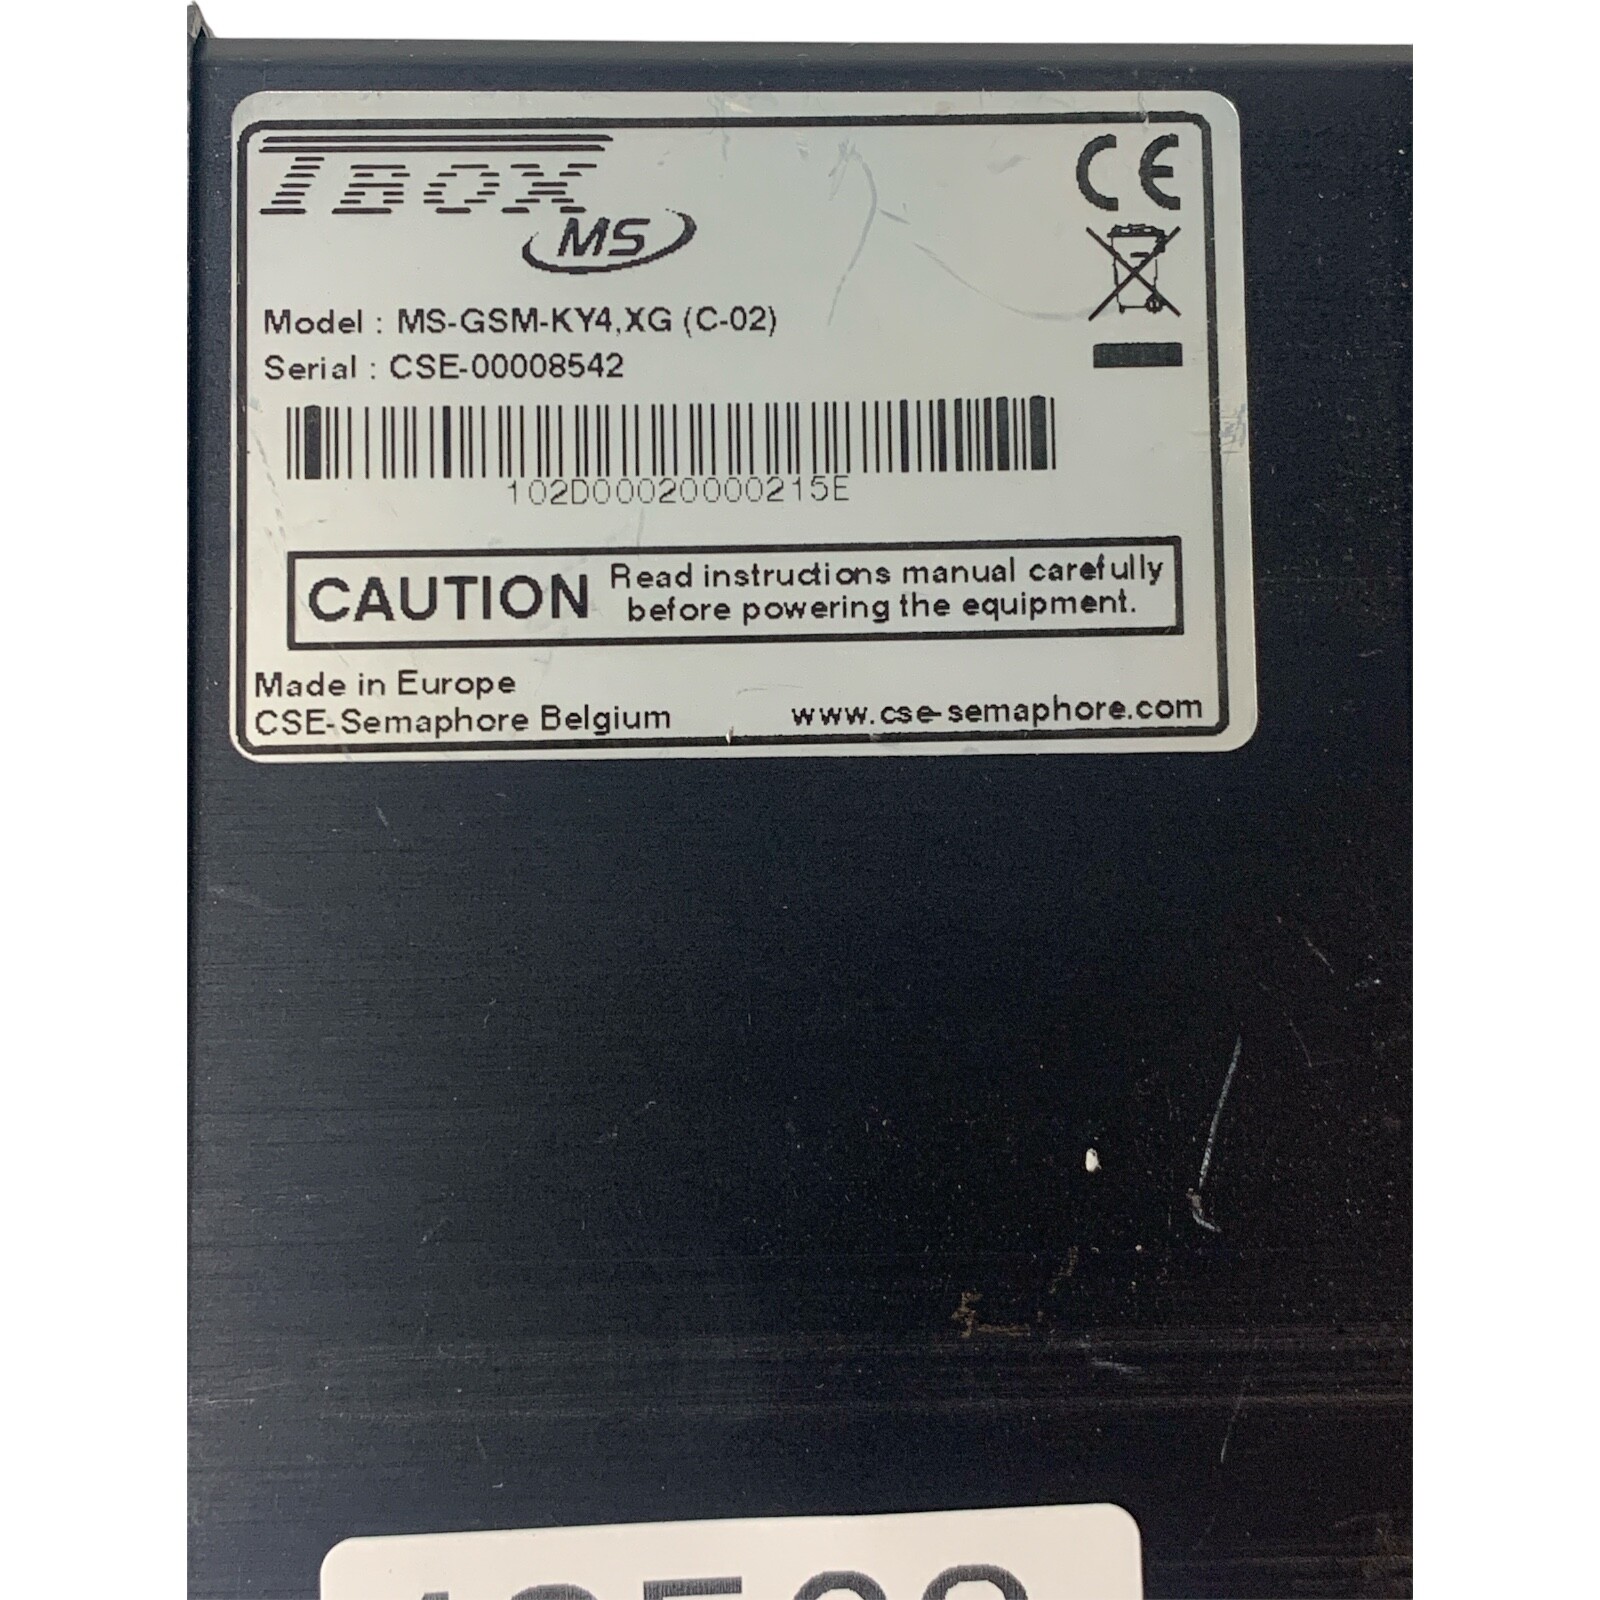 TBOX
MS
CE
Model : MS-GSM-KY4,XG (C-02)
Serial : CSE-00008542
102D00020000215E
CAUTION Read instructions manual carefully
before powering the equipment.
Made in Europe
CSE-Semaphore Belgium www.cse-semaphore.com